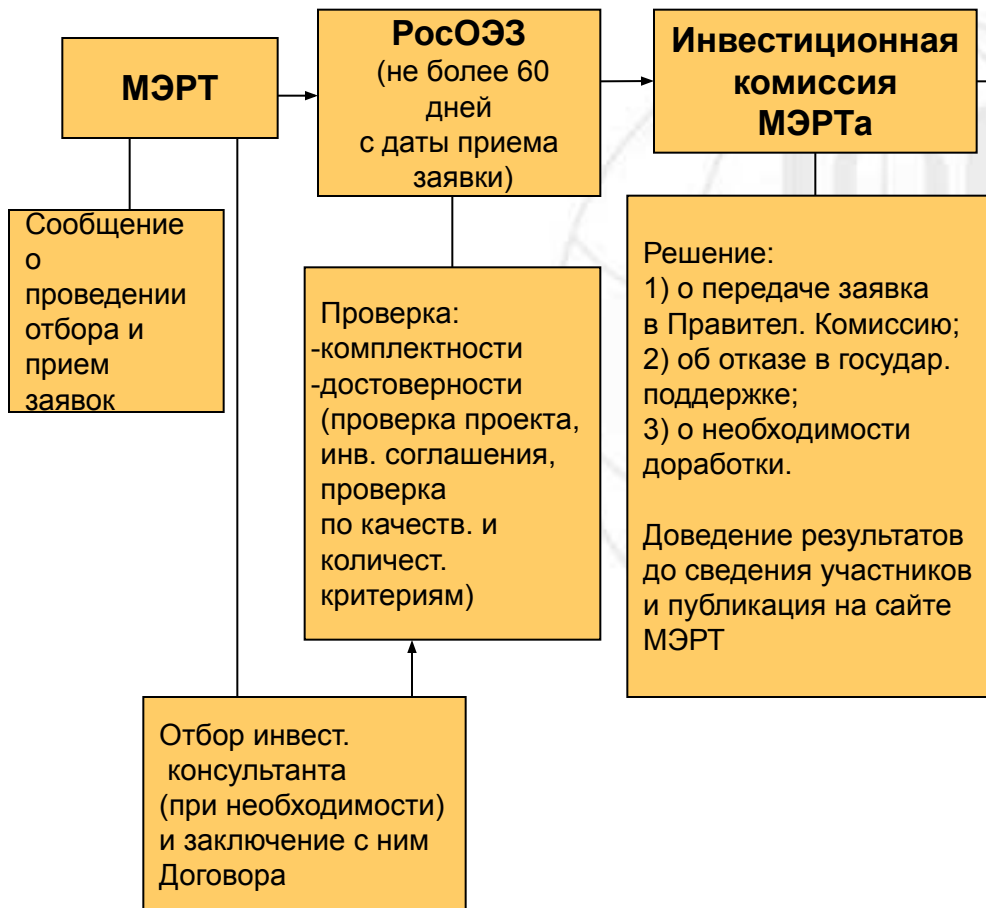 МЭРТ
РосОЭЗ
(не более 60
дней
с даты приема
заявки)
Инвестиционная
комиссия
МЭРТа
Сообщение
о
проведении
отбора и
прием
заявок
Проверка:
-комплектности
-достоверности
(проверка проекта,
инв. соглашения,
проверка
по качеств. и
количест.
критериям)
Решение:
1) о передаче заявка
в Правител. Комиссию;
2) об отказе в государ.
поддержке;
3) о необходимости
доработки.
Доведение результатов
до сведения участников
и публикация на сайте
МЭРТ
Отбор инвест.
консультанта
(при необходимости)
и заключение с ним
Договора